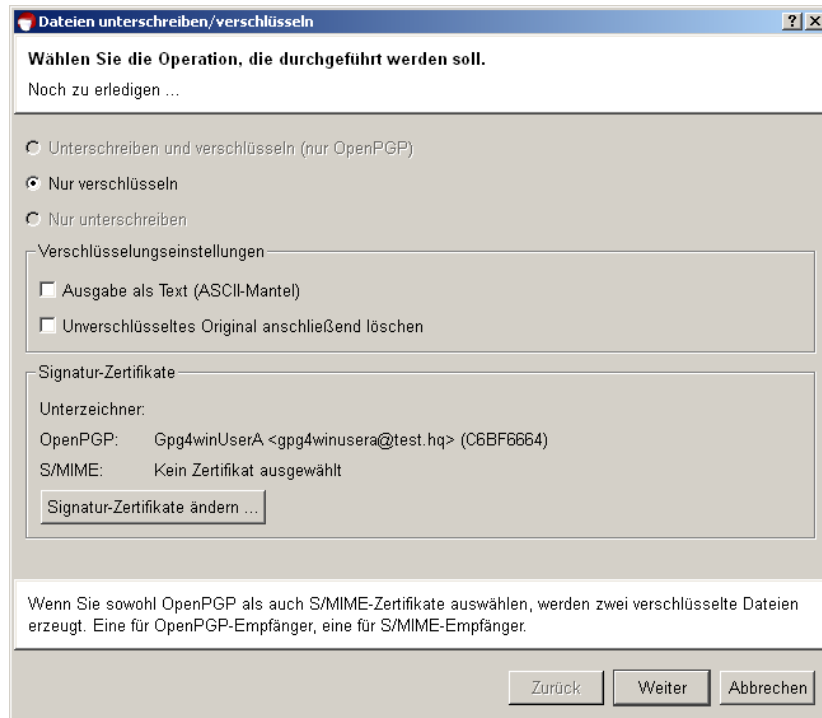 Dateien unterschreiben/verschlüsseln
Wählen Sie die Operation, die durchgeführt werden soll.
Noch zu erledigen ...
Unterschreiben und verschlüsseln (nur OpenPGP)
Nur verschlüsseln
Nur unterschreiben
Verschlüsselungseinstellungen
Ausgabe als Text (ASCII-Mantel)
Unverschlüsseltes Original anschließend löschen
Signatur-Zertifikate
Unterzeichner:
OpenPGP: Gpg4winUserA <gpg4winusera@test.hq> (C6BF6664)
S/MIME: Kein Zertifikat ausgewählt
Signatur-Zertifikate ändern ...
Wenn Sie sowohl OpenPGP als auch S/MIME-Zertifikate auswählen, werden zwei verschlüsselte Dateien
erzeugt. Eine für OpenPGP-Empfänger, eine für S/MIME-Empfänger.
Zurück Weiter Abbrechen